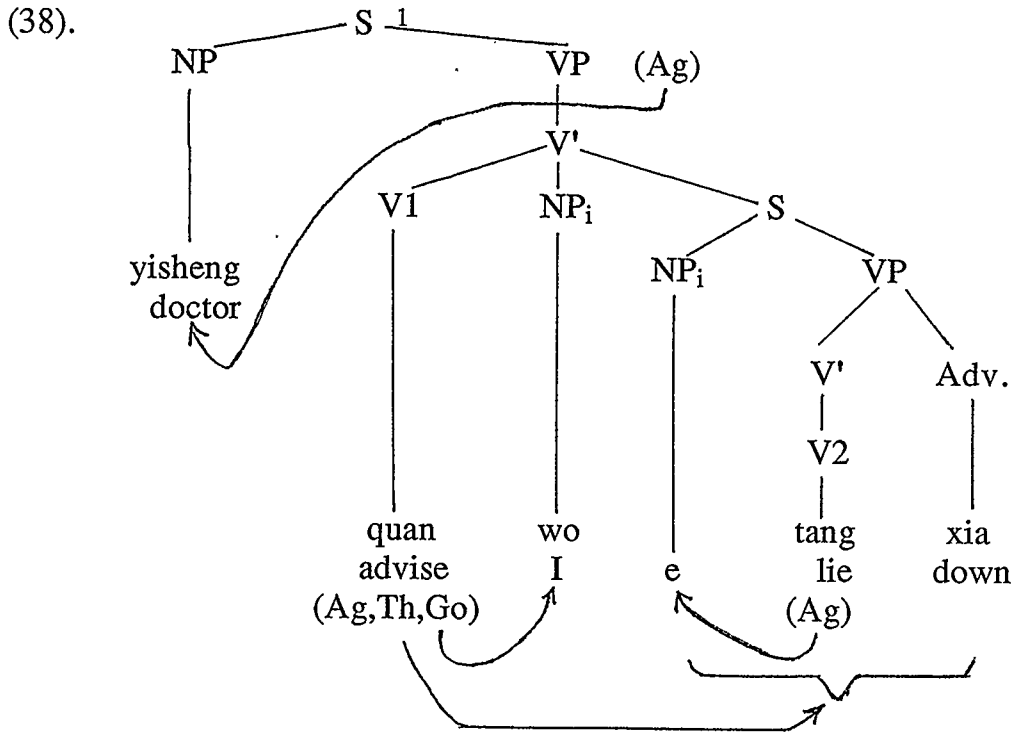 (38). S 1
NP VP (Ag)
V'
V1 NPi S
NPi VP
yisheng
doctor
V' Adv.
V2
quan wo tang xia
advise I e lie down
(Ag,Th,Go) (Ag)